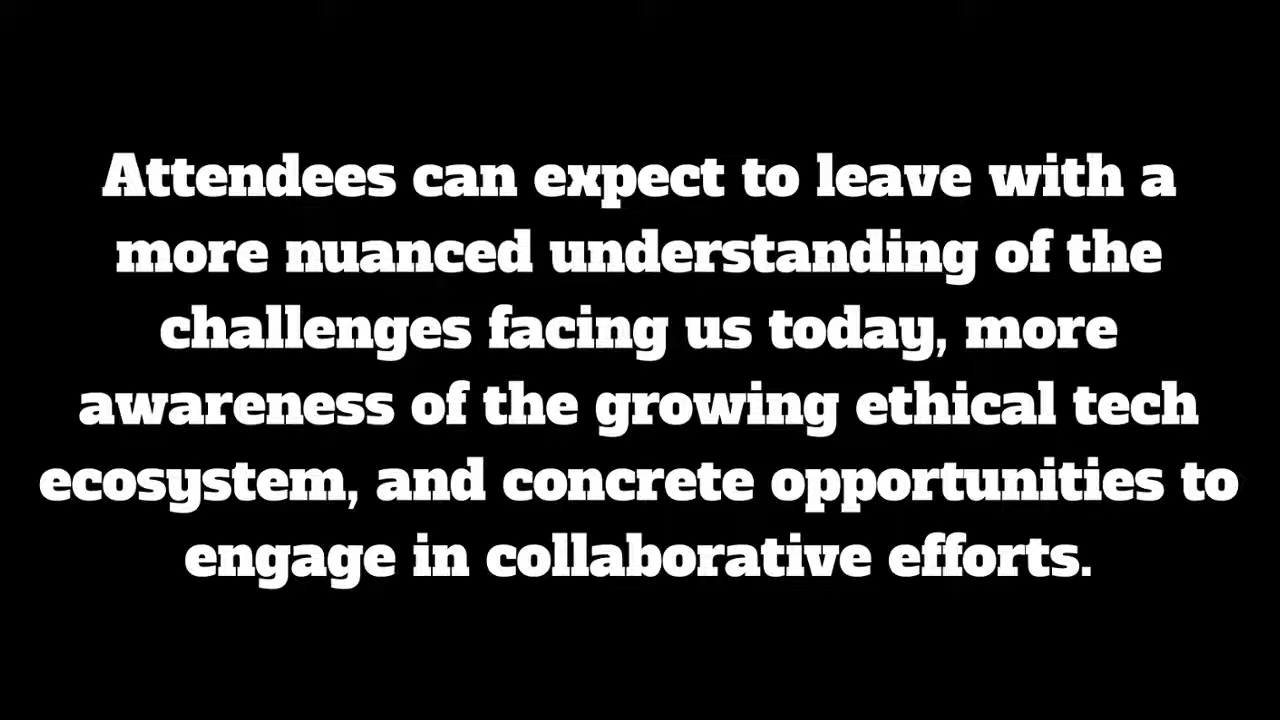 Attendees can expect to leave with a
more nuanced understanding of the
challenges facing us today, more
awareness of the growing ethical tech
ecosystem, and concrete opportunities to
engage in collaborative efforts.